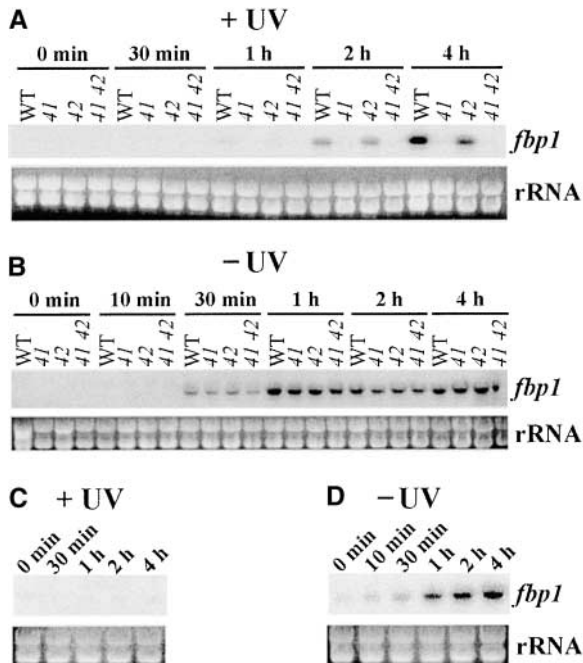 A + UV
0 min 30 min 1 h 2 h 4 h
WT 41 42 41 42 WT 41 42 41 42 WT 41 42 41 42 WT 41 42 41 42 WT 41 42 41 42
fbp1
rRNA
B – UV
0 min 10 min 30 min 1 h 2 h 4 h
WT 41 42 41 42 WT 41 42 41 42 WT 41 42 41 42 WT 41 42 41 42 WT 41 42 41 42 WT 41 42 41 42
fbp1
rRNA
C + UV
0 min 30 min 1 h 2 h 4 h
D – UV
0 min 10 min 30 min 1 h 2 h 4 h
fbp1
rRNA